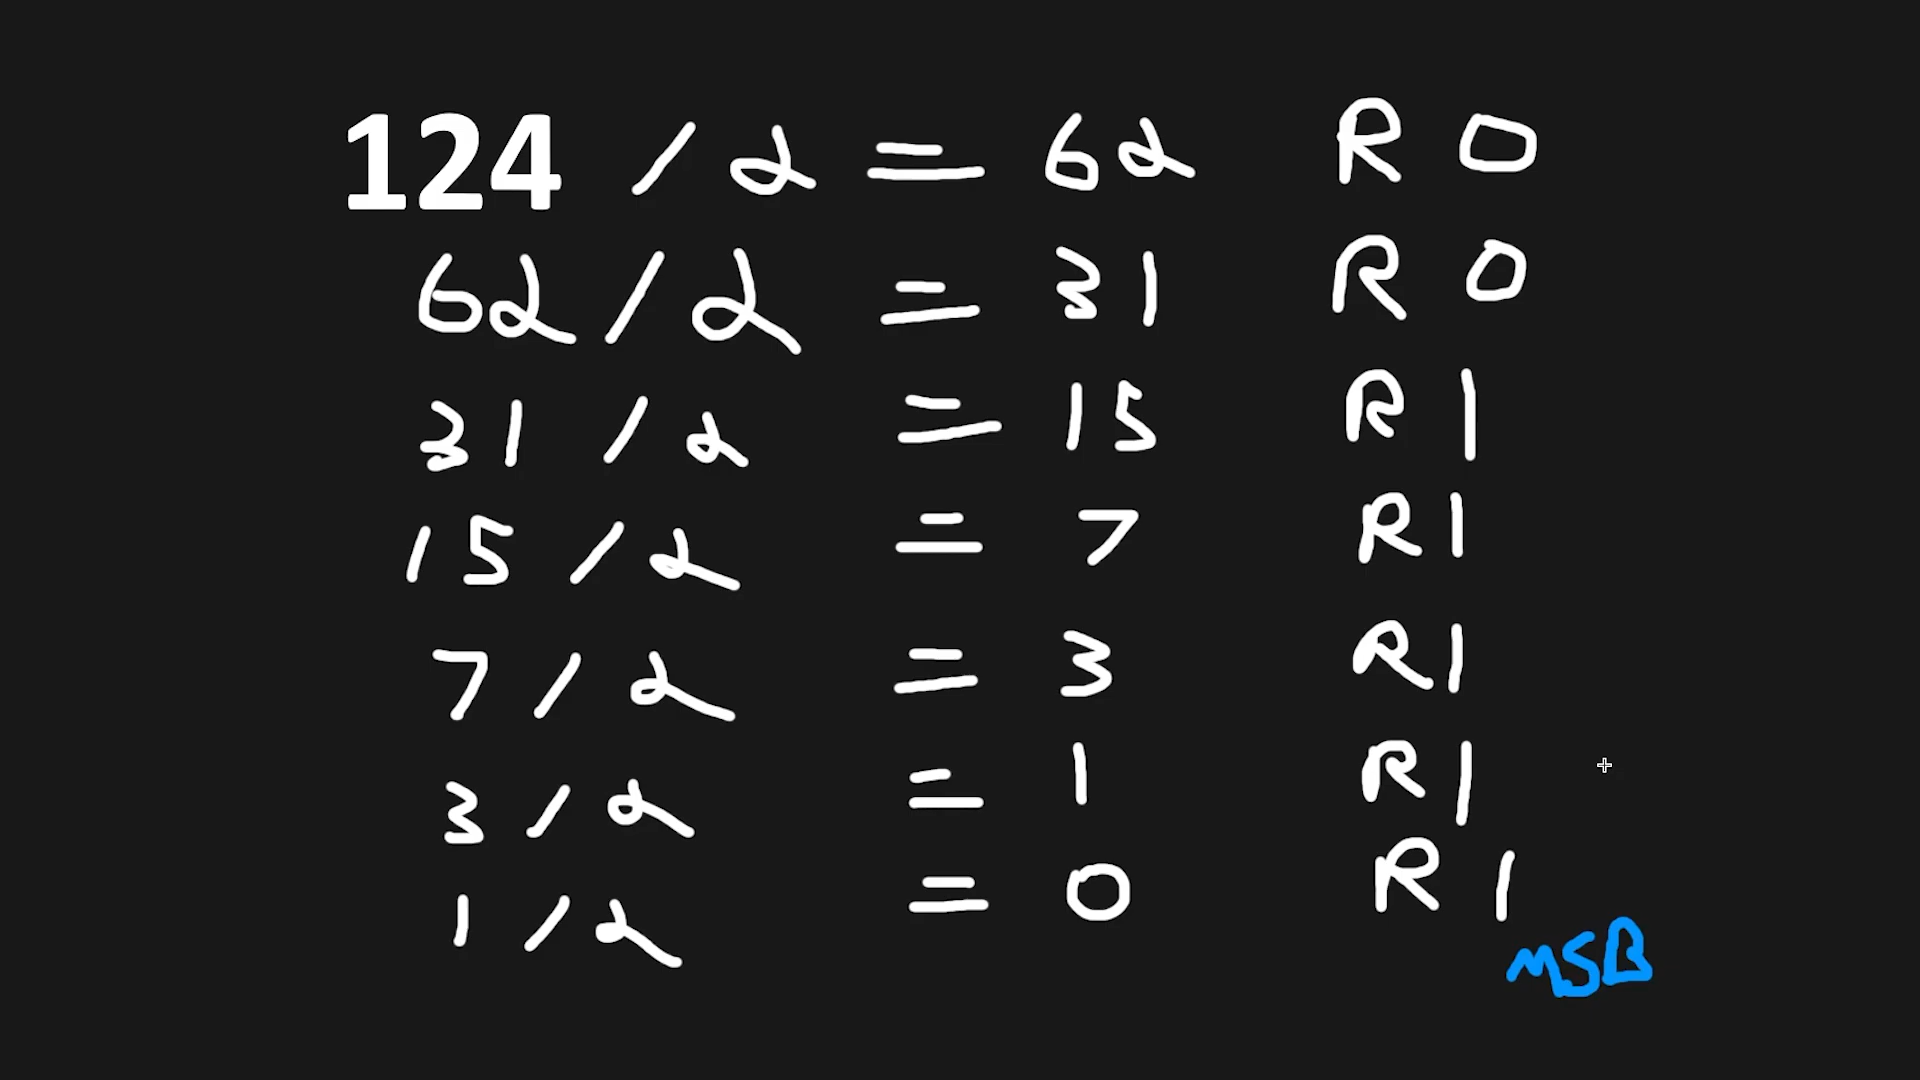 124 / 2 = 62 R 0
62 / 2 = 31 R 0
31 / 2 = 15 R 1
15 / 2 = 7 R 1
7 / 2 = 3 R 1
3 / 2 = 1 R 1
1 / 2 = 0 R 1
MSB